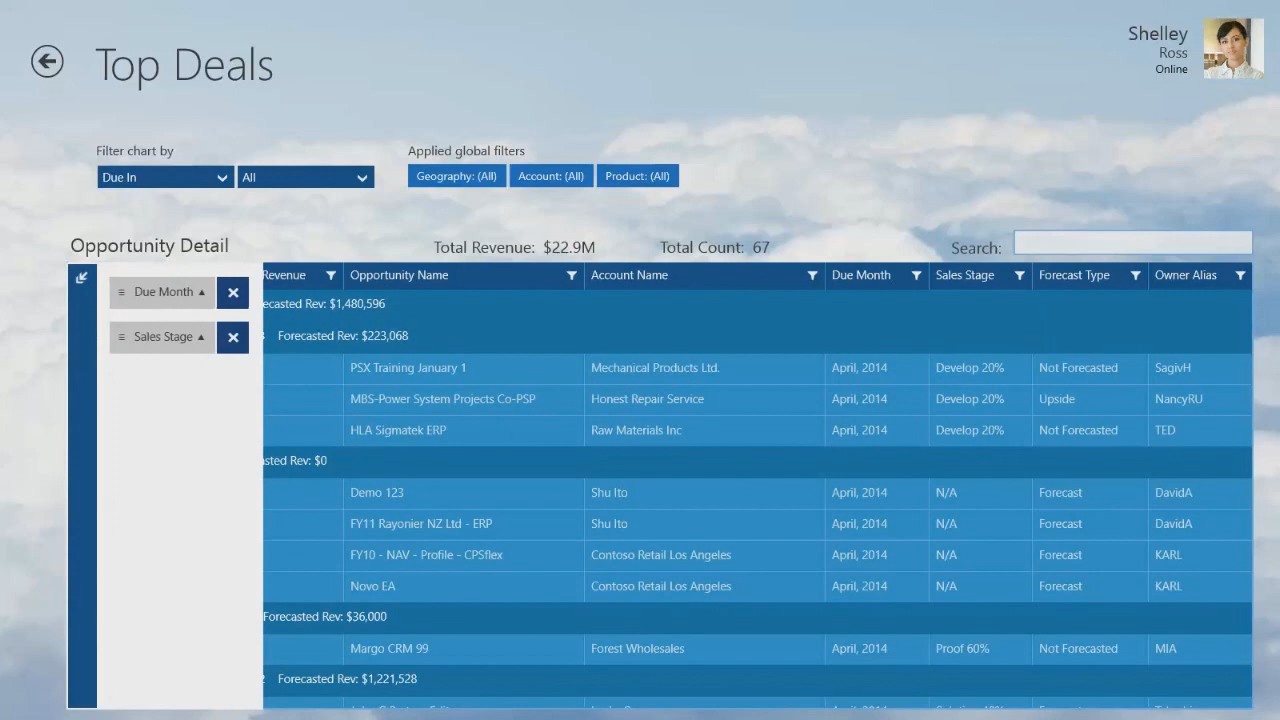 Top Deals
Shelley
Ross
Online
Filter chart by
Due In
All
Applied global filters
Geography: (All)
Account: (All)
Product: (All)
Opportunity Detail
Total Revenue: $22.9M
Total Count: 67
Search:
Due Month
Sales Stage
Revenue Opportunity Name Account Name Due Month Sales Stage Forecast Type Owner Alias
ecasted Rev: $1,480,596
Forecasted Rev: $223,068
PSX Training January 1 Mechanical Products Ltd. April, 2014 Develop 20% Not Forecasted SagivH
MBS-Power System Projects Co-PSP Honest Repair Service April, 2014 Develop 20% Upside NancyRU
HLA Sigmatek ERP Raw Materials Inc April, 2014 Develop 20% Not Forecasted TED
asted Rev: $0
Demo 123 Shu Ito April, 2014 N/A Forecast DavidA
FY11 Rayonier NZ Ltd - ERP Shu Ito April, 2014 N/A Forecast DavidA
FY10 - NAV - Profile - CPSflex Contoso Retail Los Angeles April, 2014 N/A Forecast KARL
Novo EA Contoso Retail Los Angeles April, 2014 N/A Forecast KARL
Forecasted Rev: $36,000
Margo CRM 99 Forest Wholesales April, 2014 Proof 60% Not Forecasted MIA
Forecasted Rev: $1,221,528